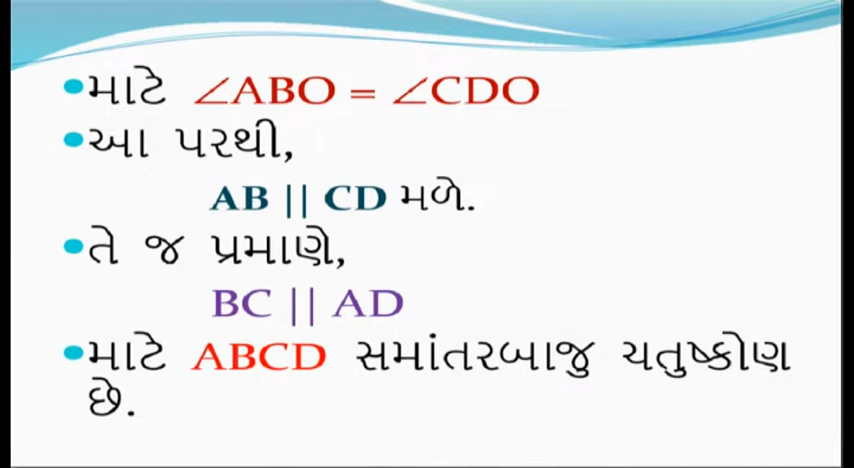 • માટે ∠ABO = ∠CDO
• આ પરથી,
AB || CD મળે.
• તે જ પ્રમાણે,
BC || AD
• માટે ABCD સમાંતરબાજુ ચતુષ્કોણ
છે.